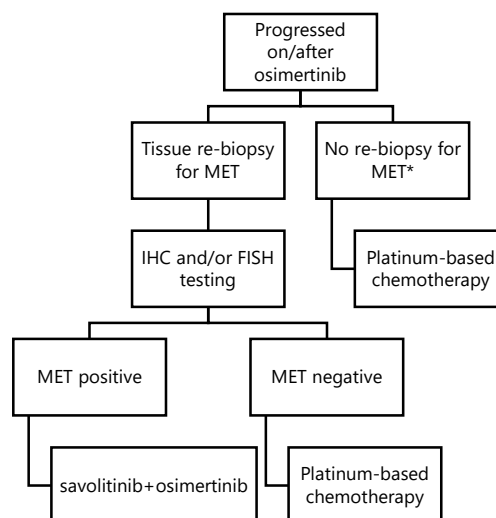 Progressed
on/after
osimertinib
Tissue re-biopsy
for MET
No re-biopsy for
MET*
IHC and/or FISH
testing
Platinum-based
chemotherapy
MET positive
MET negative
savolitinib+osimertinib
Platinum-based
chemotherapy